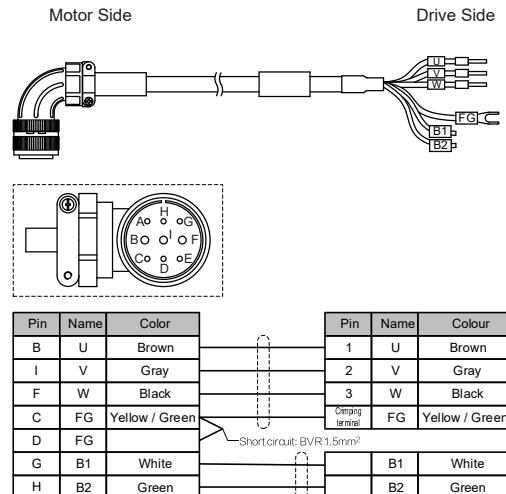 Motor Side Drive Side
U
V
W
FG
B1
B2
H
A G
B I F
C E
D
Pin Name Color Pin Name Colour
B U Brown 1 U Brown
I V Gray 2 V Gray
F W Black 3 W Black
C FG Yellow / Green Crimping terminal FG Yellow / Green
D FG
Short circuit: BVR 1.5mm²
G B1 White B1 White
H B2 Green B2 Green